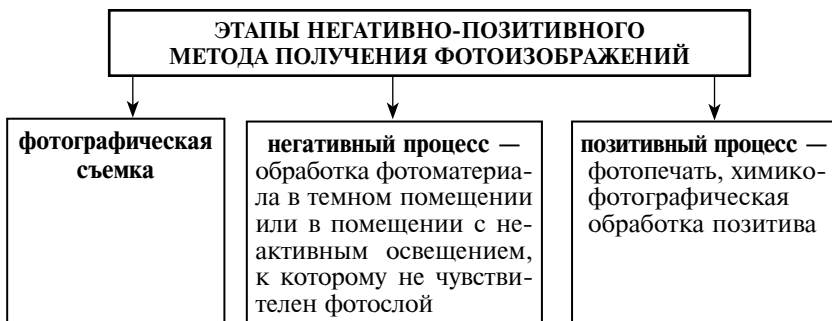 ЭТАПЫ НЕГАТИВНО-ПОЗИТИВНОГО
МЕТОДА ПОЛУЧЕНИЯ ФОТОИЗОБРАЖЕНИЙ
фотографическая
съемка
негативный процесс —
обработка фотоматериа-
ла в темном помещении
или в помещении с не-
активным освещением,
к которому не чувстви-
телен фотослой
позитивный процесс —
фотопечать, химико-
фотографическая
обработка позитива